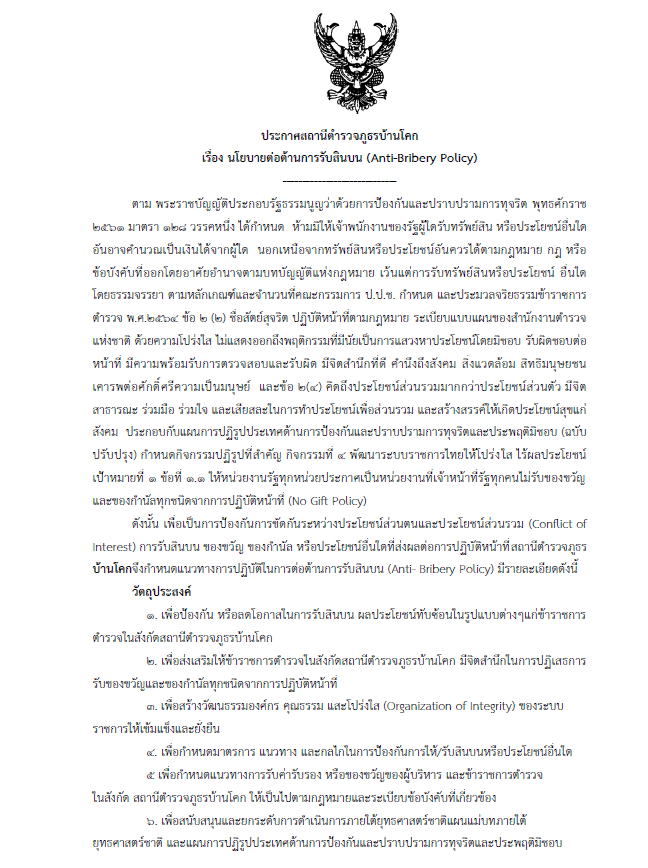 ประกาศสถานีตำรวจภูธรบ้านโคก
เรื่อง นโยบายต่อต้านการรับสินบน (Anti-Bribery Policy)
-----------------------------
ตาม พระราชบัญญัติประกอบรัฐธรรมนูญว่าด้วยการป้องกันและปราบปรามการทุจริต พุทธศักราช
๒๕๖๑ มาตรา ๑๒๘ วรรคหนึ่ง ได้กำหนด ห้ามมิให้เจ้าพนักงานของรัฐผู้ใดรับทรัพย์สิน หรือประโยชน์อื่นใด
อันอาจคำนวณเป็นเงินได้จากผู้ใด นอกเหนือจากทรัพย์สินหรือประโยชน์อันควรได้ตามกฎหมาย กฎ หรือ
ข้อบังคับที่ออกโดยอาศัยอำนาจตามบทบัญญัติแห่งกฎหมาย เว้นแต่การรับทรัพย์สินหรือประโยชน์ อื่นใด
โดยธรรมจรรยา ตามหลักเกณฑ์และจำนวนที่คณะกรรมการ ป.ป.ช. กำหนด และประมวลจริยธรรมข้าราชการ
ตำรวจ พ.ศ.๒๕๖๔ ข้อ ๒ (๒) ซื่อสัตย์สุจริต ปฏิบัติหน้าที่ตามกฎหมาย ระเบียบแบบแผนของสำนักงานตำรวจ
แห่งชาติ ด้วยความโปร่งใส ไม่แสดงออกถึงพฤติกรรมที่มีนัยเป็นการแสวงหาประโยชน์โดยมิชอบ รับผิดชอบต่อ
หน้าที่ มีความพร้อมรับการตรวจสอบและรับผิด มีจิตสำนึกที่ดี คำนึงถึงสังคม สิ่งแวดล้อม สิทธิมนุษยชน
เคารพต่อศักดิ์ศรีความเป็นมนุษย์ และข้อ ๒(๔) คิดถึงประโยชน์ส่วนรวมมากกว่าประโยชน์ส่วนตัว มีจิต
สาธารณะ ร่วมมือ ร่วมใจ และเสียสละในการทำประโยชน์เพื่อส่วนรวม และสร้างสรรค์ให้เกิดประโยชน์สุขแก่
สังคม ประกอบกับแผนการปฏิรูปประเทศด้านการป้องกันและปราบปรามการทุจริตและประพฤติมิชอบ (ฉบับ
ปรับปรุง) กำหนดกิจกรรมปฏิรูปที่สำคัญ กิจกรรมที่ ๔ พัฒนาระบบราชการไทยให้โปร่งใส ไร้ผลประโยชน์
เป้าหมายที่ ๑ ข้อที่ ๑.๑ ให้หน่วยงานรัฐทุกหน่วยประกาศเป็นหน่วยงานที่เจ้าหน้าที่รัฐทุกคนไม่รับของขวัญ
และของกำนัลทุกชนิดจากการปฏิบัติหน้าที่ (No Gift Policy)
ดังนั้น เพื่อเป็นการป้องกันการขัดกันระหว่างประโยชน์ส่วนตนและประโยชน์ส่วนรวม (Conflict of
Interest) การรับสินบน ของขวัญ ของกำนัล หรือประโยชน์อื่นใดที่ส่งผลต่อการปฏิบัติหน้าที่สถานีตำรวจภูธร
บ้านโคกจึงกำหนดแนวทางการปฏิบัติในการต่อต้านการรับสินบน (Anti- Bribery Policy) มีรายละเอียดดังนี้
วัตถุประสงค์
๑. เพื่อป้องกัน หรือลดโอกาสในการรับสินบน ผลประโยชน์ทับซ้อนในรูปแบบต่างๆแก่ข้าราชการ
ตำรวจในสังกัดสถานีตำรวจภูธรบ้านโคก
๒. เพื่อส่งเสริมให้ข้าราชการตำรวจในสังกัดสถานีตำรวจภูธรบ้านโคก มีจิตสำนึกในการปฏิเสธการ
รับของขวัญและของกำนัลทุกชนิดจากการปฏิบัติหน้าที่
๓. เพื่อสร้างวัฒนธรรมองค์กร คุณธรรม และโปร่งใส (Organization of Integrity) ของระบบ
ราชการให้เข้มแข็งและยั่งยืน
๔. เพื่อกำหนดมาตรการ แนวทาง และกลไกในการป้องกันการให้/รับสินบนหรือประโยชน์อื่นใด
๕ เพื่อกำหนดแนวทางการรับค่ารับรอง หรือของขวัญของผู้บริหาร และข้าราชการตำรวจ
ในสังกัด สถานีตำรวจภูธรบ้านโคก ให้เป็นไปตามกฎหมายและระเบียบข้อบังคับที่เกี่ยวข้อง
๖. เพื่อสนับสนุนและยกระดับการดำเนินการภายใต้ยุทธศาสตร์ชาติแผนแม่บทภายใต้
ยุทธศาสตร์ชาติ และแผนการปฏิรูปประเทศด้านการป้องกันและปราบปรามการทุจริตและประพฤติมิชอบ